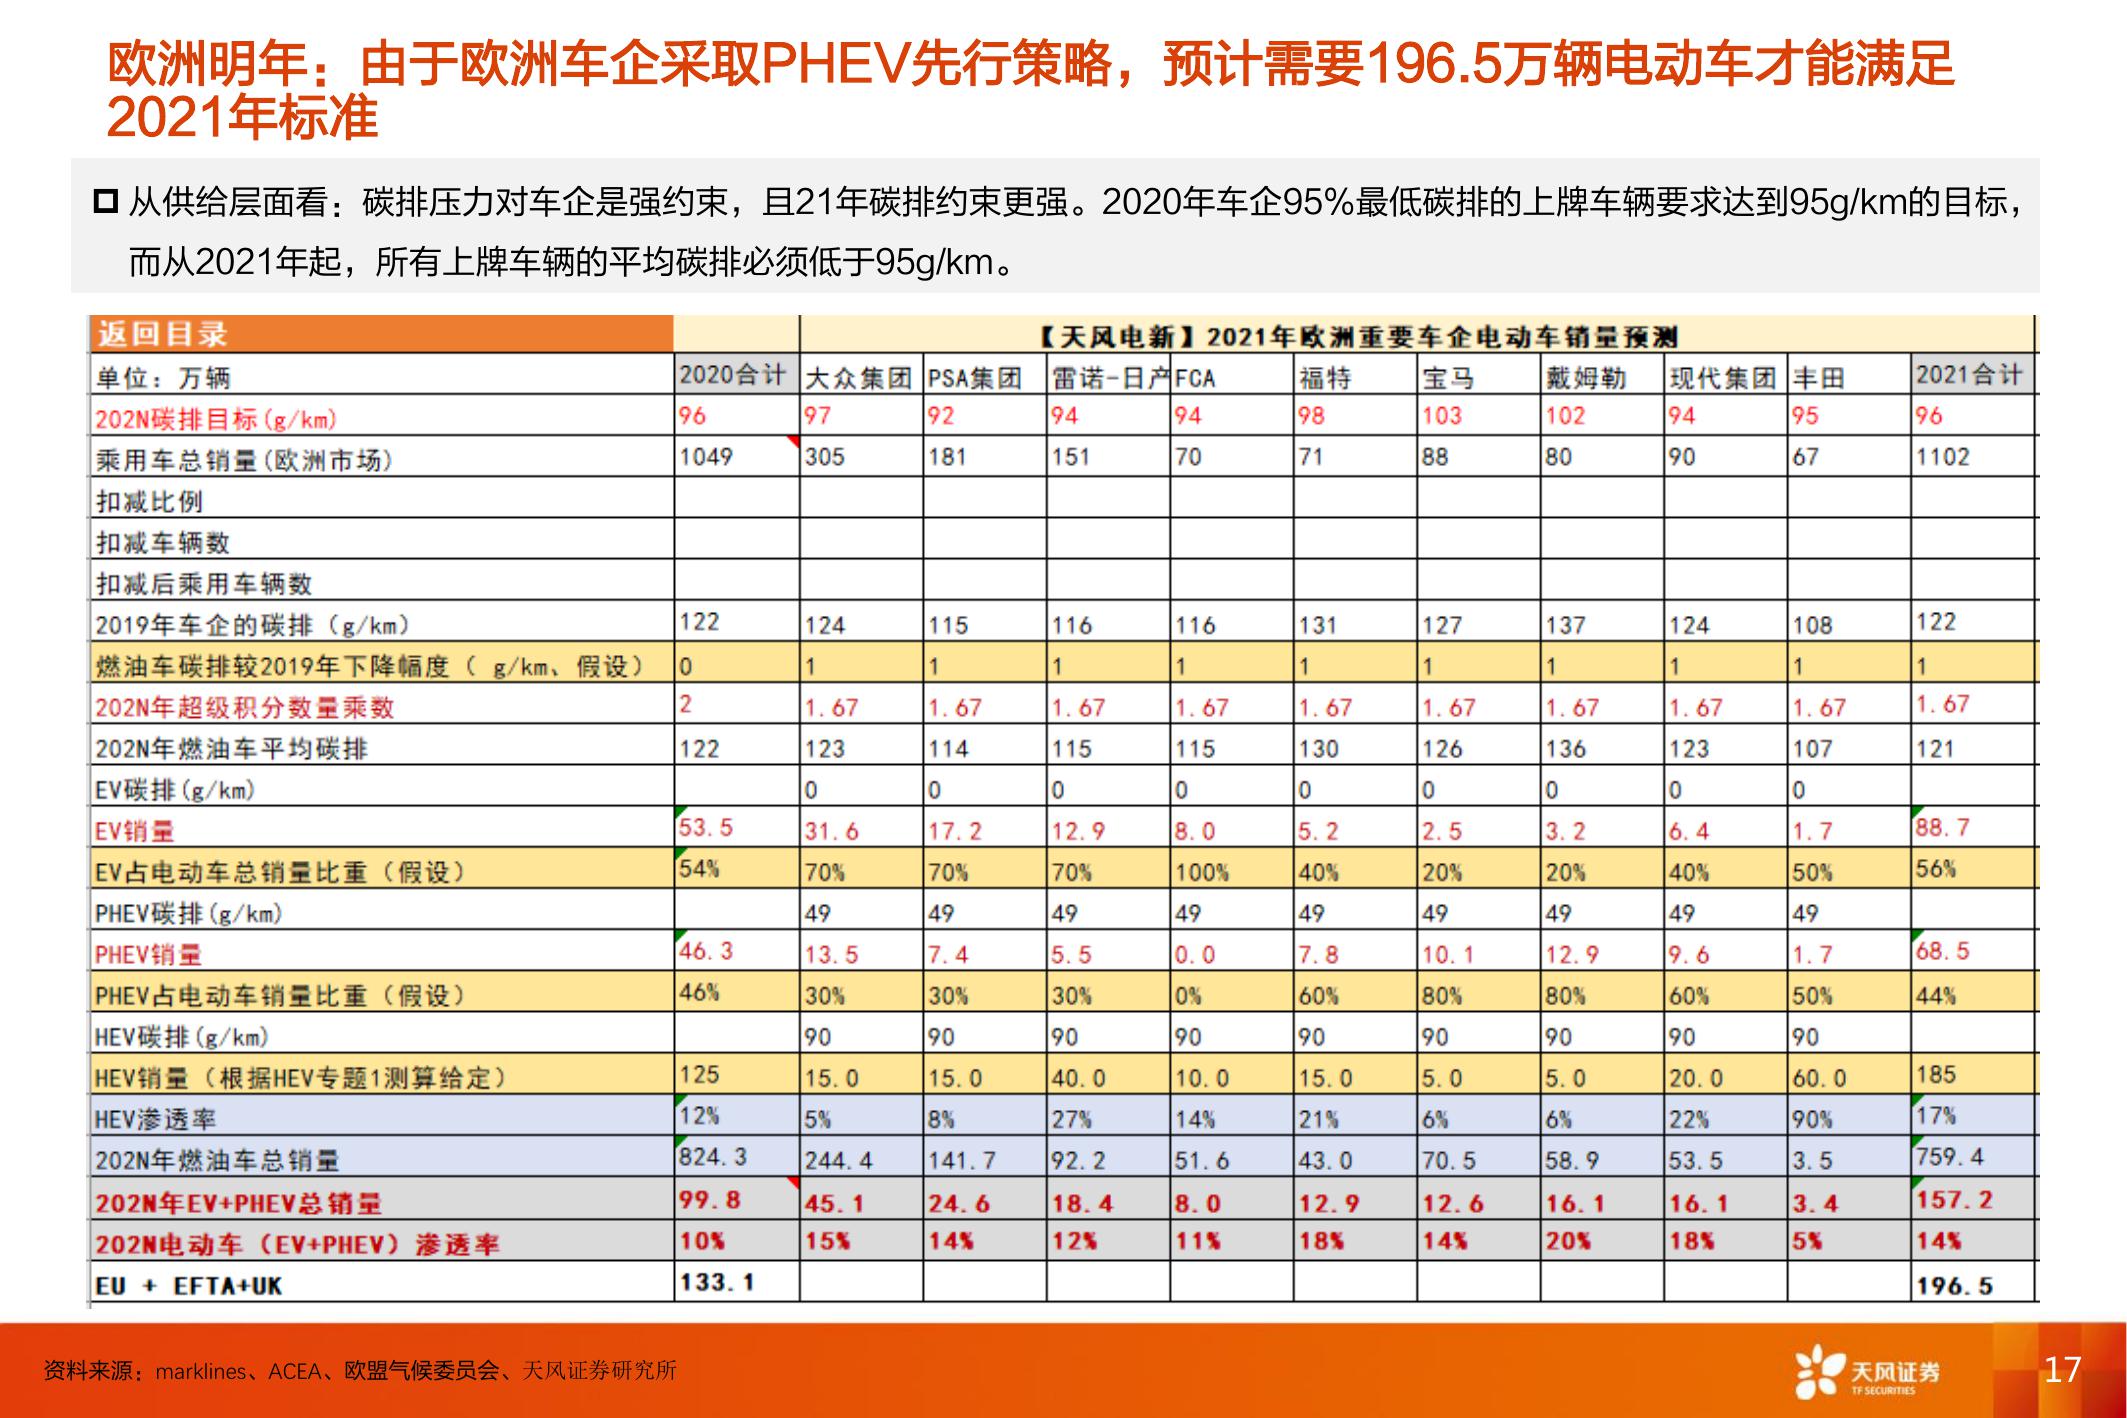 欧洲明年：由于欧洲车企采取PHEV先行策略，预计需要196.5万辆电动车才能满足
2021年标准
从供给层面看：碳排压力对车企是强约束，且21年碳排约束更强。2020年车企95%最低碳排的上牌车辆要求达到95g/km的目标，
而从2021年起，所有上牌车辆的平均碳排必须低于95g/km。
返回目录 【天风电新】2021年欧洲重要车企电动车销量预测
单位：万辆 2020合计 大众集团 PSA集团 雷诺-日产 FCA 福特 宝马 戴姆勒 现代集团 丰田 2021合计
202N碳排目标(g/km) 96 97 92 94 94 98 103 102 94 95 96
乘用车总销量(欧洲市场) 1049 305 181 151 70 71 88 80 90 67 1102
扣减比例
扣减车辆数
扣减后乘用车辆数
2019年车企的碳排（g/km） 122 124 115 116 116 131 127 137 124 108 122
燃油车碳排较2019年下降幅度（ g/km、假设） 0 1 1 1 1 1 1 1 1 1 1
202N年超级积分数量乘数 2 1.67 1.67 1.67 1.67 1.67 1.67 1.67 1.67 1.67 1.67
202N年燃油车平均碳排 122 123 114 115 115 130 126 136 123 107 121
EV碳排(g/km) 0 0 0 0 0 0 0 0 0
EV销量 53.5 31.6 17.2 12.9 8.0 5.2 2.5 3.2 6.4 1.7 88.7
EV占电动车总销量比重（假设） 54% 70% 70% 70% 100% 40% 20% 20% 40% 50% 56%
PHEV碳排(g/km) 49 49 49 49 49 49 49 49 49
PHEV销量 46.3 13.5 7.4 5.5 0.0 7.8 10.1 12.9 9.6 1.7 68.5
PHEV占电动车销量比重（假设） 46% 30% 30% 30% 0% 60% 80% 80% 60% 50% 44%
HEV碳排(g/km) 90 90 90 90 90 90 90 90 90
HEV销量（根据HEV专题1测算给定） 125 15.0 15.0 40.0 10.0 15.0 5.0 5.0 20.0 60.0 185
HEV渗透率 12% 5% 8% 27% 14% 21% 6% 6% 22% 90% 17%
202N年燃油车总销量 824.3 244.4 141.7 92.2 51.6 43.0 70.5 58.9 53.5 3.5 759.4
202N年EV+PHEV总销量 99.8 45.1 24.6 18.4 8.0 12.9 12.6 16.1 16.1 3.4 157.2
202N电动车（EV+PHEV）渗透率 10% 15% 14% 12% 11% 18% 14% 20% 18% 5% 14%
EU + EFTA+UK 133.1 196.5
资料来源：marklines、ACEA、欧盟气候委员会、天风证券研究所
天风证券
TF SECURITIES
17